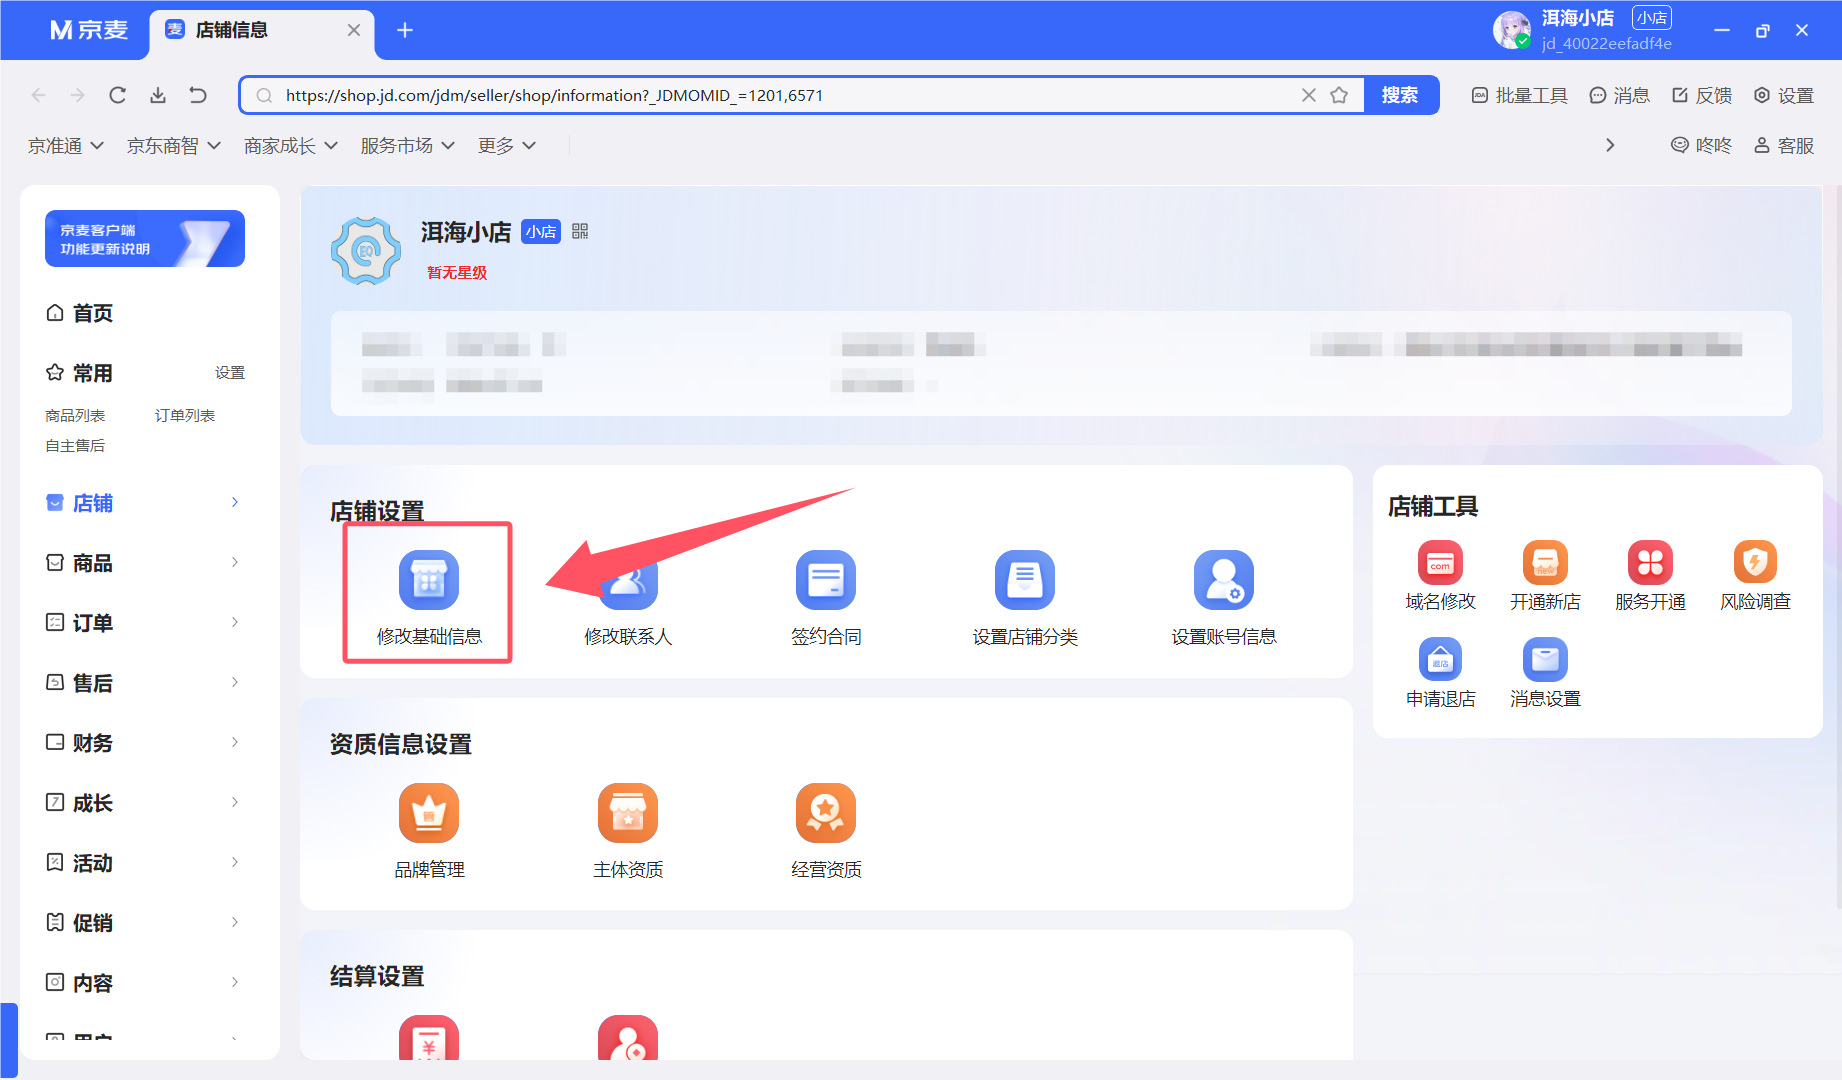 京麦
麦 店铺信息
洱海小店 小店
jd_40022eefadf4e
https://shop.jd.com/jdm/seller/shop/information?_JDMOMID_=1201,6571
搜索
批量工具 消息 反馈 设置
京准通 京东商智 商家成长 服务市场 更多
咚咚 客服
京麦客户端
功能更新说明
首页
常用 设置
商品列表 订单列表
自主售后
店铺
商品
订单
售后
财务
成长
活动
促销
内容
洱海小店 小店
EQ
暂无星级
店铺设置
修改基础信息 修改联系人 签约合同 设置店铺分类 设置账号信息
资质信息设置
品牌管理 主体资质 经营资质
结算设置
店铺工具
com new
域名修改 开通新店 服务开通 风险调查
退店
申请退店 消息设置